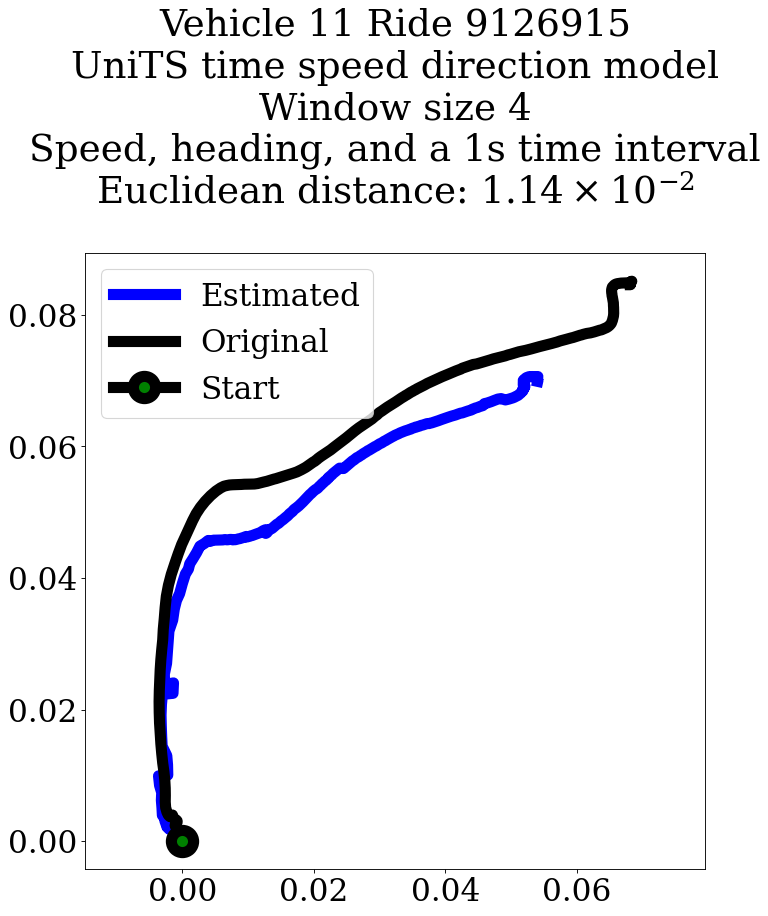 Vehicle 11 Ride 9126915
UniTS time speed direction model
Window size 4
Speed, heading, and a 1s time interval
Euclidean distance: 1.14 × 10⁻²
Estimated
Original
Start
0.08
0.06
0.04
0.02
0.00
0.00 0.02 0.04 0.06